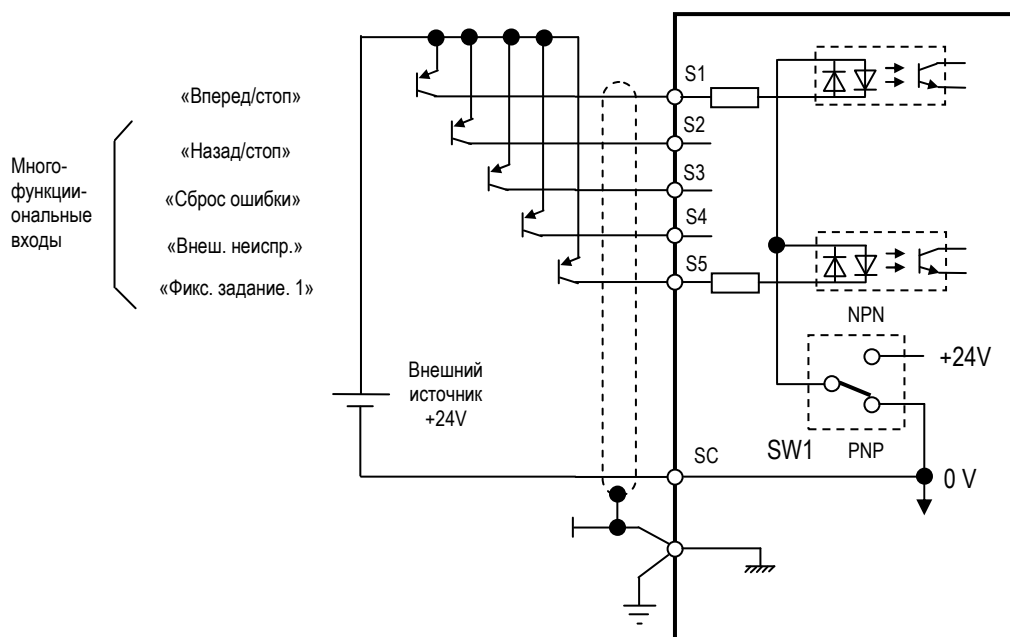 S1
«Вперед/стоп»
S2
«Назад/стоп»
Много-
функци-
ональные
входы
S3
«Сброс ошибки»
S4
«Внеш. неиспр.»
S5
«Фикс. задание. 1»
NPN
+24V
Внешний
источник
+24V
SW1
PNP
SC
0 V